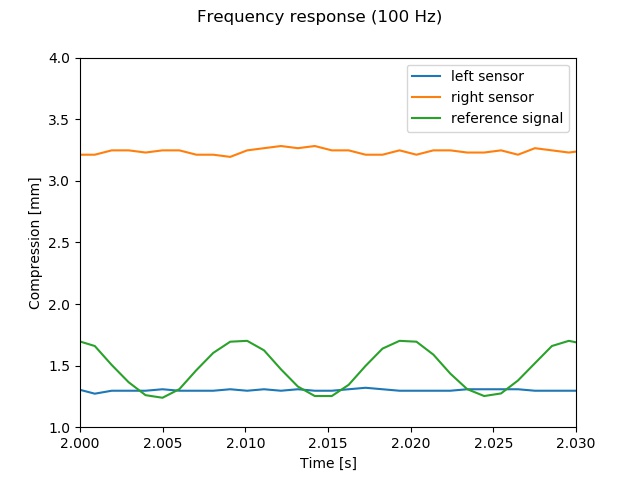 Frequency response (100 Hz)
4.0
3.5
3.0
2.5
2.0
1.5
1.0
Compression [mm]
left sensor
right sensor
reference signal
2.000 2.005 2.010 2.015 2.020 2.025 2.030
Time [s]